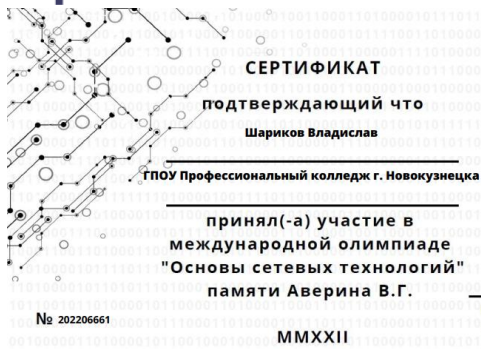 СЕРТИФИКАТ
подтверждающий что
Шариков Владислав
ГПОУ Профессиональный колледж г. Новокузнецка
принял(-а) участие в
международной олимпиаде
"Основы сетевых технологий"
памяти Аверина В.Г.
№ 202206661
MMXXII